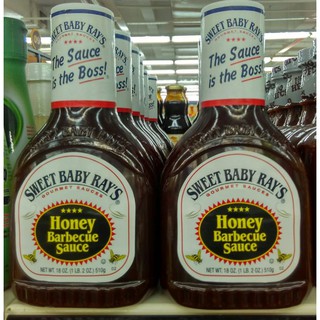 SWEET BABY RAY'S
The Sauce
is the Boss!
SWEET BABY RAY'S
GOURMET SAUCES
Honey
Barbecue
Sauce
NET WT. 18 OZ. (1 LB. 2 OZ.) 510g
SWEET BABY RAY'S
The Sauce
is the Boss!
SWEET BABY RAY'S
GOURMET SAUCES
Honey
Barbecue
Sauce
NET WT. 18 OZ. (1 LB. 2 OZ.) 510g